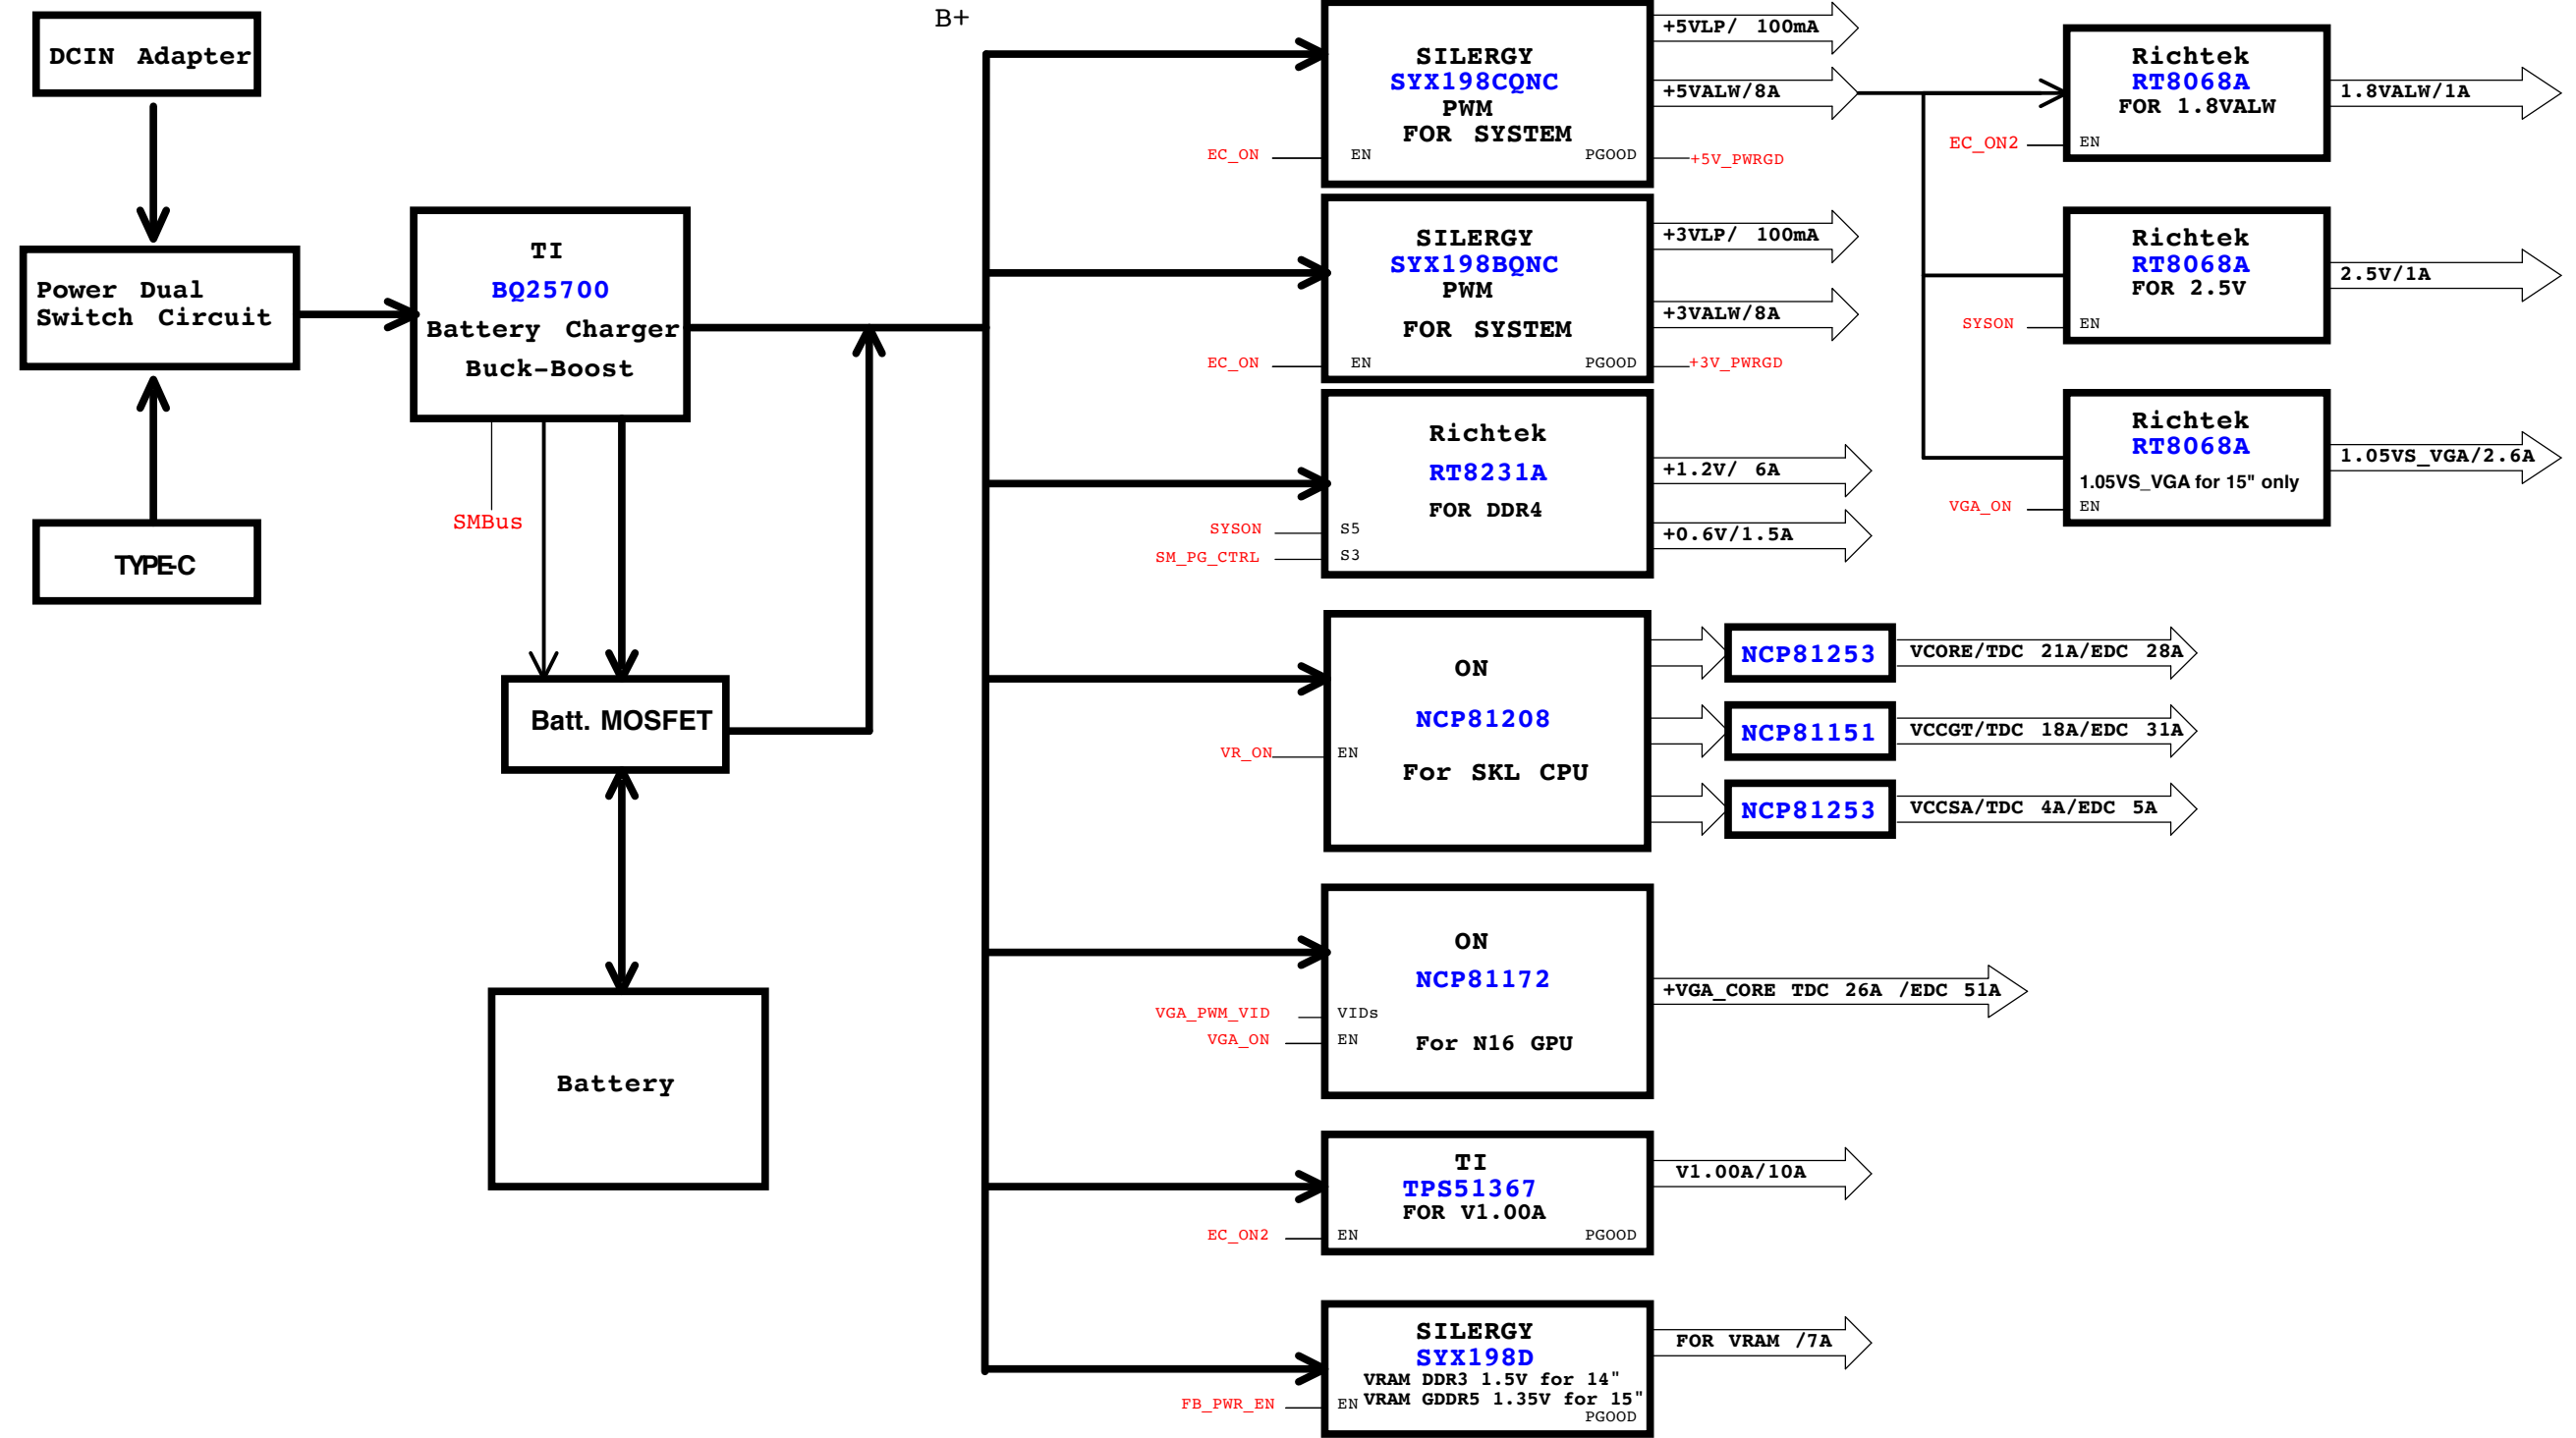 B+
DCIN Adapter
Power Dual
Switch Circuit
TYPE-C
TI
BQ25700
Battery Charger
Buck-Boost
SMBus
Batt. MOSFET
Battery
SILERGY
SYX198CQNC
PWM
FOR SYSTEM
EC_ON
EN
PGOOD
+5V_PWRGD
+5VLP/ 100mA
+5VALW/8A
SILERGY
SYX198BQNC
PWM
FOR SYSTEM
EC_ON
EN
PGOOD
+3V_PWRGD
+3VLP/ 100mA
+3VALW/8A
Richtek
RT8231A
FOR DDR4
SYSON
S5
SM_PG_CTRL
S3
+1.2V/ 6A
+0.6V/1.5A
ON
NCP81208
For SKL CPU
VR_ON
EN
NCP81253
VCORE/TDC 21A/EDC 28A
NCP81151
VCCGT/TDC 18A/EDC 31A
NCP81253
VCCSA/TDC 4A/EDC 5A
ON
NCP81172
For N16 GPU
VGA_PWM_VID
VIDs
VGA_ON
EN
+VGA_CORE TDC 26A /EDC 51A
TI
TPS51367
FOR V1.00A
EC_ON2
EN
PGOOD
V1.00A/10A
SILERGY
SYX198D
VRAM DDR3 1.5V for 14"
VRAM GDDR5 1.35V for 15"
FB_PWR_EN
EN
PGOOD
FOR VRAM /7A
Richtek
RT8068A
FOR 1.8VALW
EC_ON2
EN
1.8VALW/1A
Richtek
RT8068A
FOR 2.5V
SYSON
EN
2.5V/1A
Richtek
RT8068A
1.05VS_VGA for 15" only
VGA_ON
EN
1.05VS_VGA/2.6A